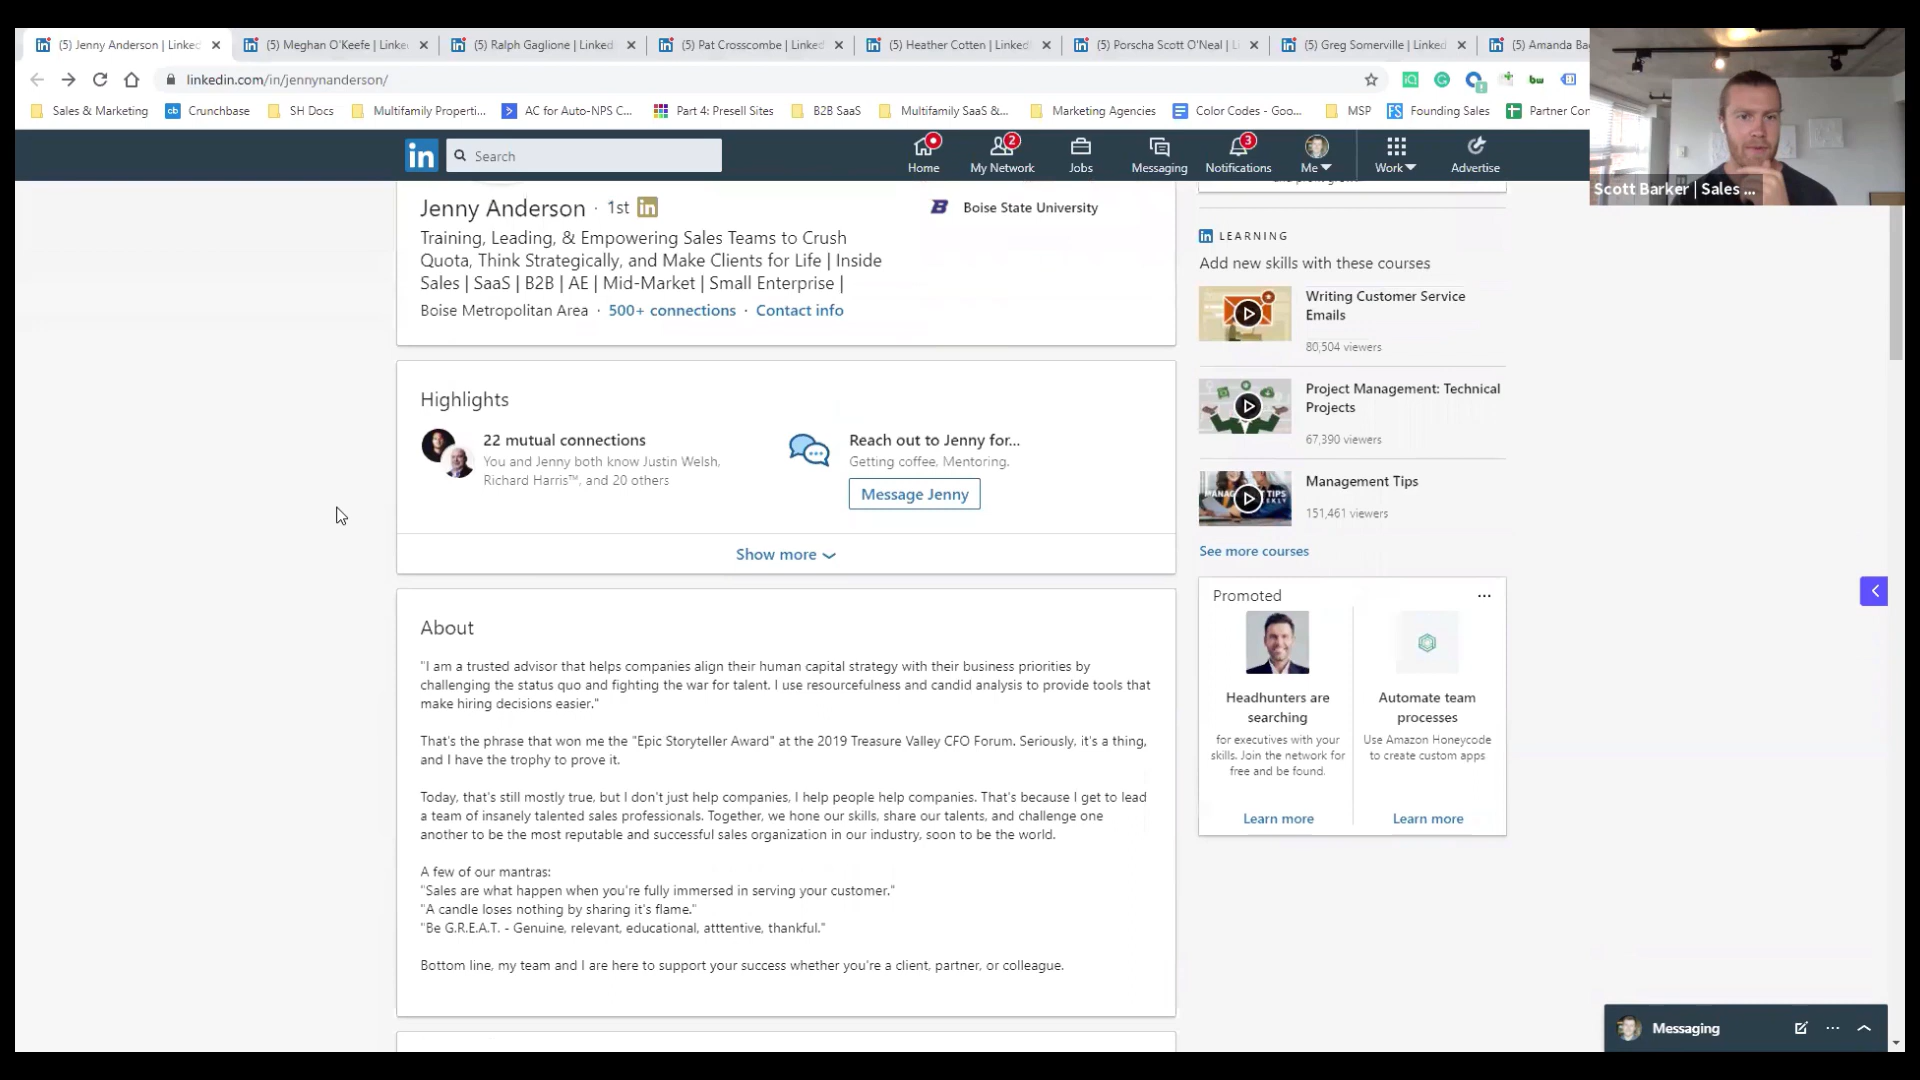 (5) Jenny Anderson | Linked
(5) Meghan O'Keefe | Linke
(5) Ralph Gaglione | Linked
(5) Pat Crosscombe | Linked
(5) Heather Cotten | Linked
(5) Porscha Scott O'Neal | L
(5) Greg Somerville | Linked
(5) Amanda Ba
linkedin.com/in/jennynanderson/
Sales & Marketing
Crunchbase
SH Docs
Multifamily Properti...
AC for Auto-NPS C...
Part 4: Presell Sites
B2B SaaS
Multifamily SaaS &...
Marketing Agencies
Color Codes - Goo...
MSP
Founding Sales
Partner Con
in
Search
Home
2
My Network
Jobs
Messaging
3
Notifications
Me
Work
Advertise
Scott Barker | Sales ...
Jenny Anderson · 1st in
Training, Leading, & Empowering Sales Teams to Crush
Quota, Think Strategically, and Make Clients for Life | Inside
Sales | SaaS | B2B | AE | Mid-Market | Small Enterprise |
Boise Metropolitan Area · 500+ connections · Contact info
B Boise State University
Highlights
22 mutual connections
You and Jenny both know Justin Welsh,
Richard Harris™, and 20 others
Reach out to Jenny for...
Getting coffee, Mentoring.
Message Jenny
Show more
About
"I am a trusted advisor that helps companies align their human capital strategy with their business priorities by
challenging the status quo and fighting the war for talent. I use resourcefulness and candid analysis to provide tools that
make hiring decisions easier."
That's the phrase that won me the "Epic Storyteller Award" at the 2019 Treasure Valley CFO Forum. Seriously, it's a thing,
and I have the trophy to prove it.
Today, that's still mostly true, but I don't just help companies, I help people help companies. That's because I get to lead
a team of insanely talented sales professionals. Together, we hone our skills, share our talents, and challenge one
another to be the most reputable and successful sales organization in our industry, soon to be the world.
A few of our mantras:
"Sales are what happen when you're fully immersed in serving your customer."
"A candle loses nothing by sharing it's flame."
"Be G.R.E.A.T. - Genuine, relevant, educational, atttentive, thankful."
Bottom line, my team and I are here to support your success whether you're a client, partner, or colleague.
in LEARNING
Add new skills with these courses
Writing Customer Service
Emails
80,504 viewers
Project Management: Technical
Projects
67,390 viewers
Management Tips
151,461 viewers
See more courses
Promoted
Headhunters are
searching
for executives with your
skills. Join the network for
free and be found.
Learn more
Automate team
processes
Use Amazon Honeycode
to create custom apps
Learn more
Messaging